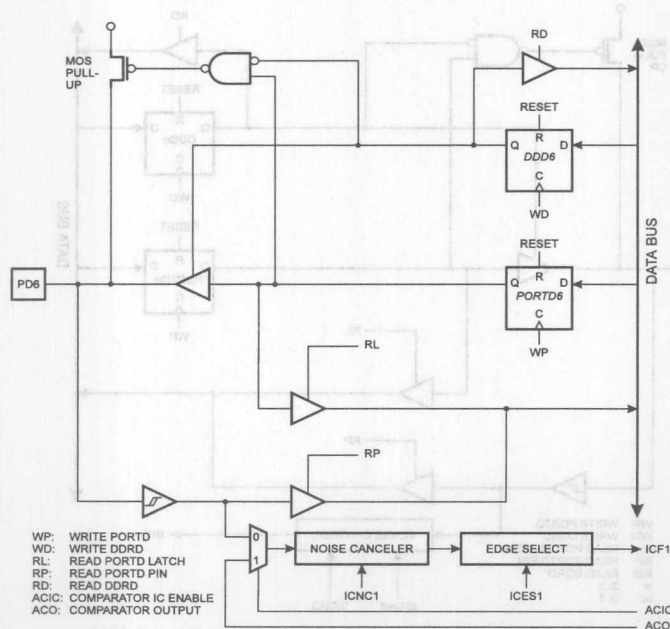 RD
MOS
PULL-
UP
RESET
R
Q DDD6 D
C
WD
DATA BUS
RESET
R
PD6
Q PORTD6 D
C
WP
RL
RP
0
1
NOISE CANCELER
EDGE SELECT
ICF1
ICNC1
ICES1
ACIC
ACO
WP: WRITE PORTD
WD: WRITE DDRD
RL: READ PORTD LATCH
RP: READ PORTD PIN
RD: READ DDRD
ACIC: COMPARATOR IC ENABLE
ACO: COMPARATOR OUTPUT